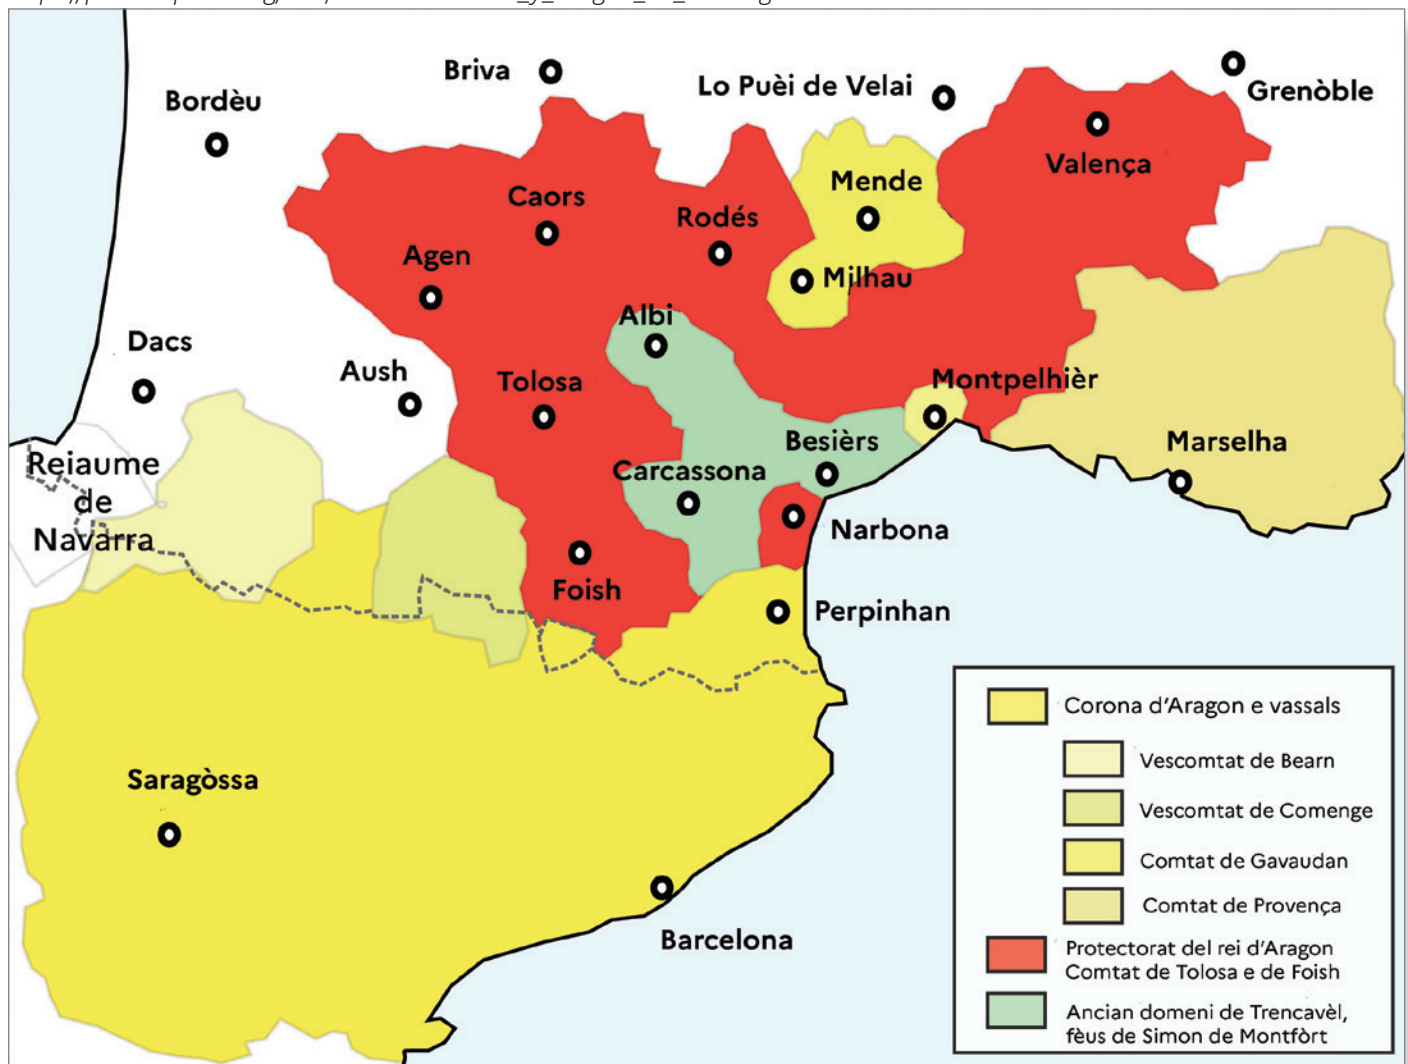 Briva
Lo Puèi de Velai
Grenòble
Bordèu
Valença
Mende
Caors
Rodés
Agen
Milhau
Albi
Dacs
Aush
Tolosa
Montpelhièr
Besièrs
Marselha
Carcassona
Reiaume
de
Navarra
Narbona
Foish
Perpinhan
Saragòssa
Barcelona
Corona d'Aragon e vassals
Vescomtat de Bearn
Vescomtat de Comenge
Comtat de Gavaudan
Comtat de Provença
Protectorat del rei d'Aragon
Comtat de Tolosa e de Foish
Ancian domeni de Trencavèl,
fèus de Simon de Montfòrt